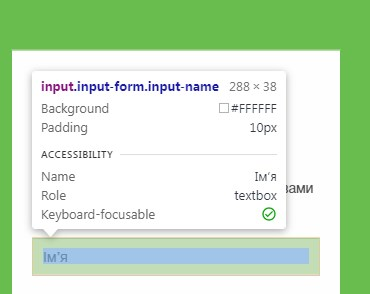 input.input-form.input-name 288 × 38
Background #FFFFFF
Padding 10px
ACCESSIBILITY
Name Ім'я
Role textbox
Keyboard-focusable
Ім'я